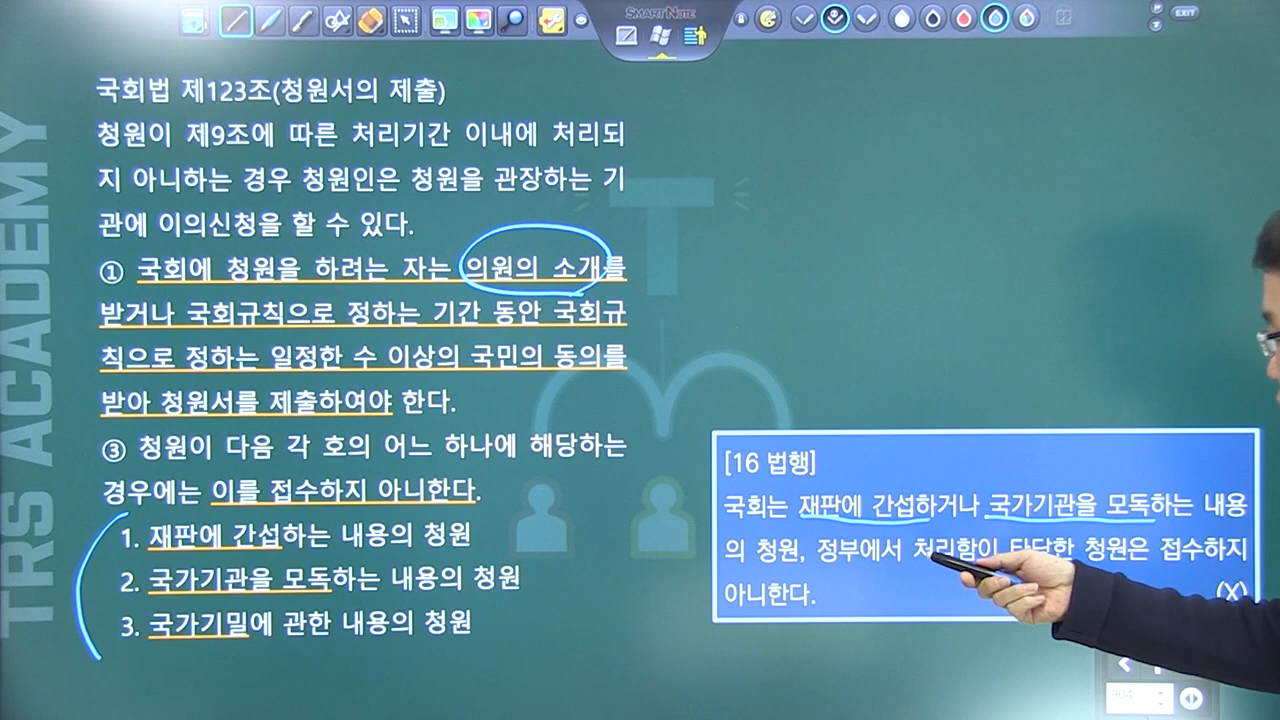 SMARTNOTE
EXIT
TRS ACADEMY
국회법 제123조(청원서의 제출)
청원이 제9조에 따른 처리기간 이내에 처리되
지 아니하는 경우 청원인은 청원을 관장하는 기
관에 이의신청을 할 수 있다.
① 국회에 청원을 하려는 자는 의원의 소개를
받거나 국회규칙으로 정하는 기간 동안 국회규
칙으로 정하는 일정한 수 이상의 국민의 동의를
받아 청원서를 제출하여야 한다.
③ 청원이 다음 각 호의 어느 하나에 해당하는
경우에는 이를 접수하지 아니한다.
1. 재판에 간섭하는 내용의 청원
2. 국가기관을 모독하는 내용의 청원
3. 국가기밀에 관한 내용의 청원
[16 법행]
국회는 재판에 간섭하거나 국가기관을 모독하는 내용
의 청원, 정부에서 처리함이 타당한 청원은 접수하지
아니한다. (X)
904